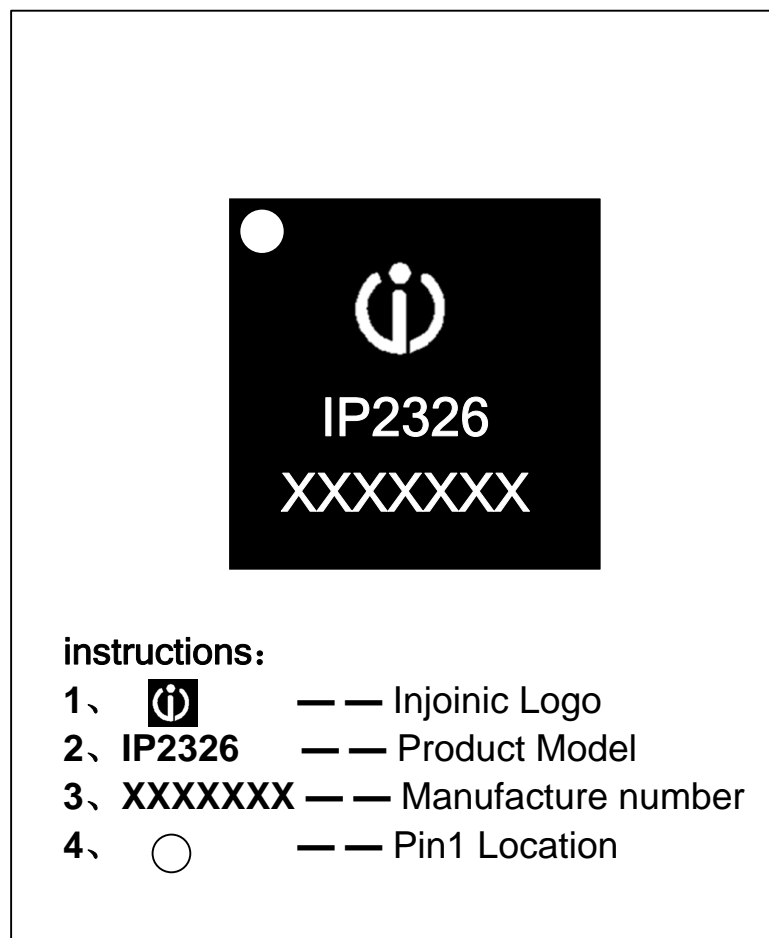 IP2326
XXXXXXX
instructions：
1、 — — Injoinic Logo
2、IP2326 — — Product Model
3、XXXXXXX — — Manufacture number
4、 — — Pin1 Location